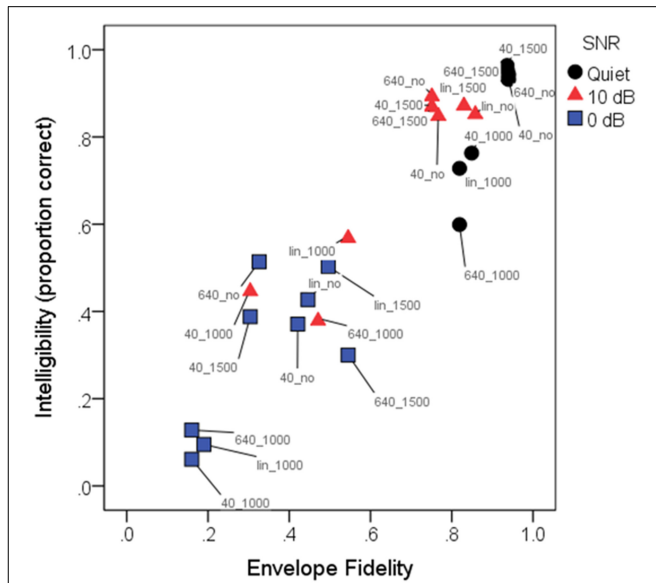 1.0
.8
.6
.4
.2
.0
.0
.2
.4
.6
.8
1.0
Intelligibility (proportion correct)
Envelope Fidelity
SNR
Quiet
10 dB
0 dB
40_1500
640_no
lin_1500
640_1500
640_no
40_1500
lin_no
640_1500
40_1000
40_no
40_no
lin_1000
640_1000
lin_1000
640_no
lin_no
lin_1500
40_1000
640_1000
40_1500
40_no
640_1500
640_1000
lin_1000
40_1000